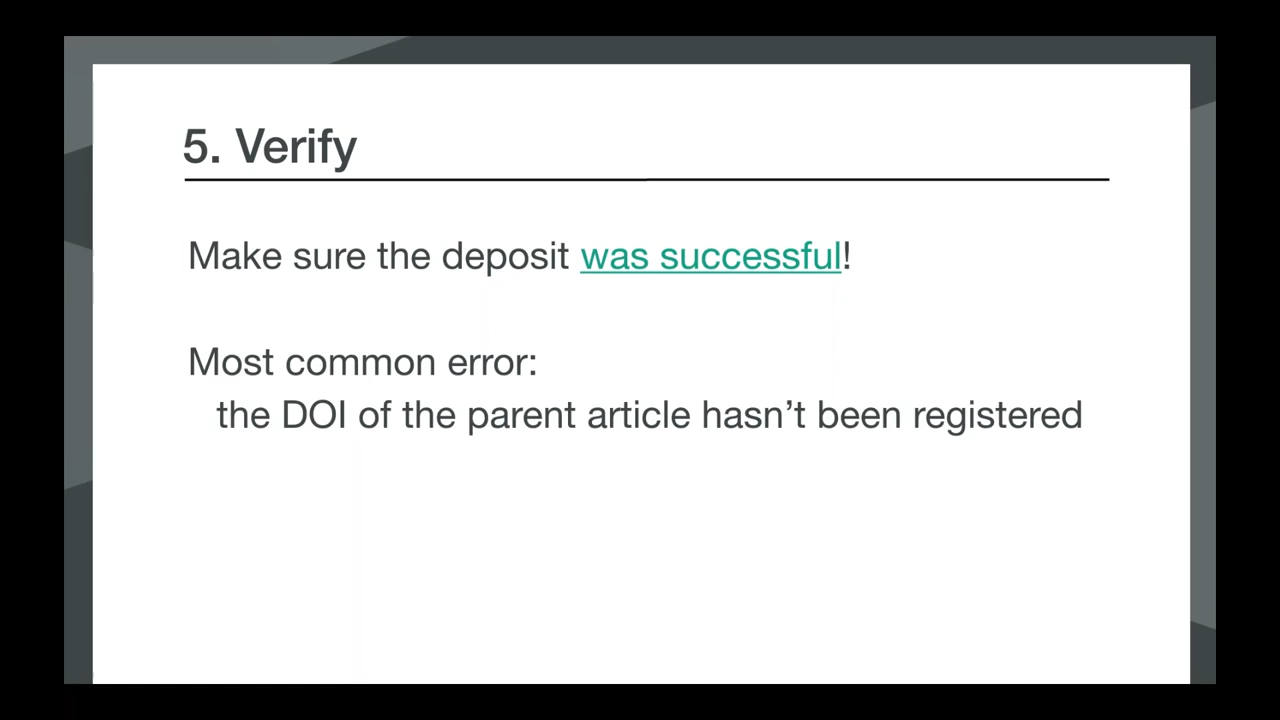 5. Verify
Make sure the deposit was successful!
Most common error:
the DOI of the parent article hasn’t been registered